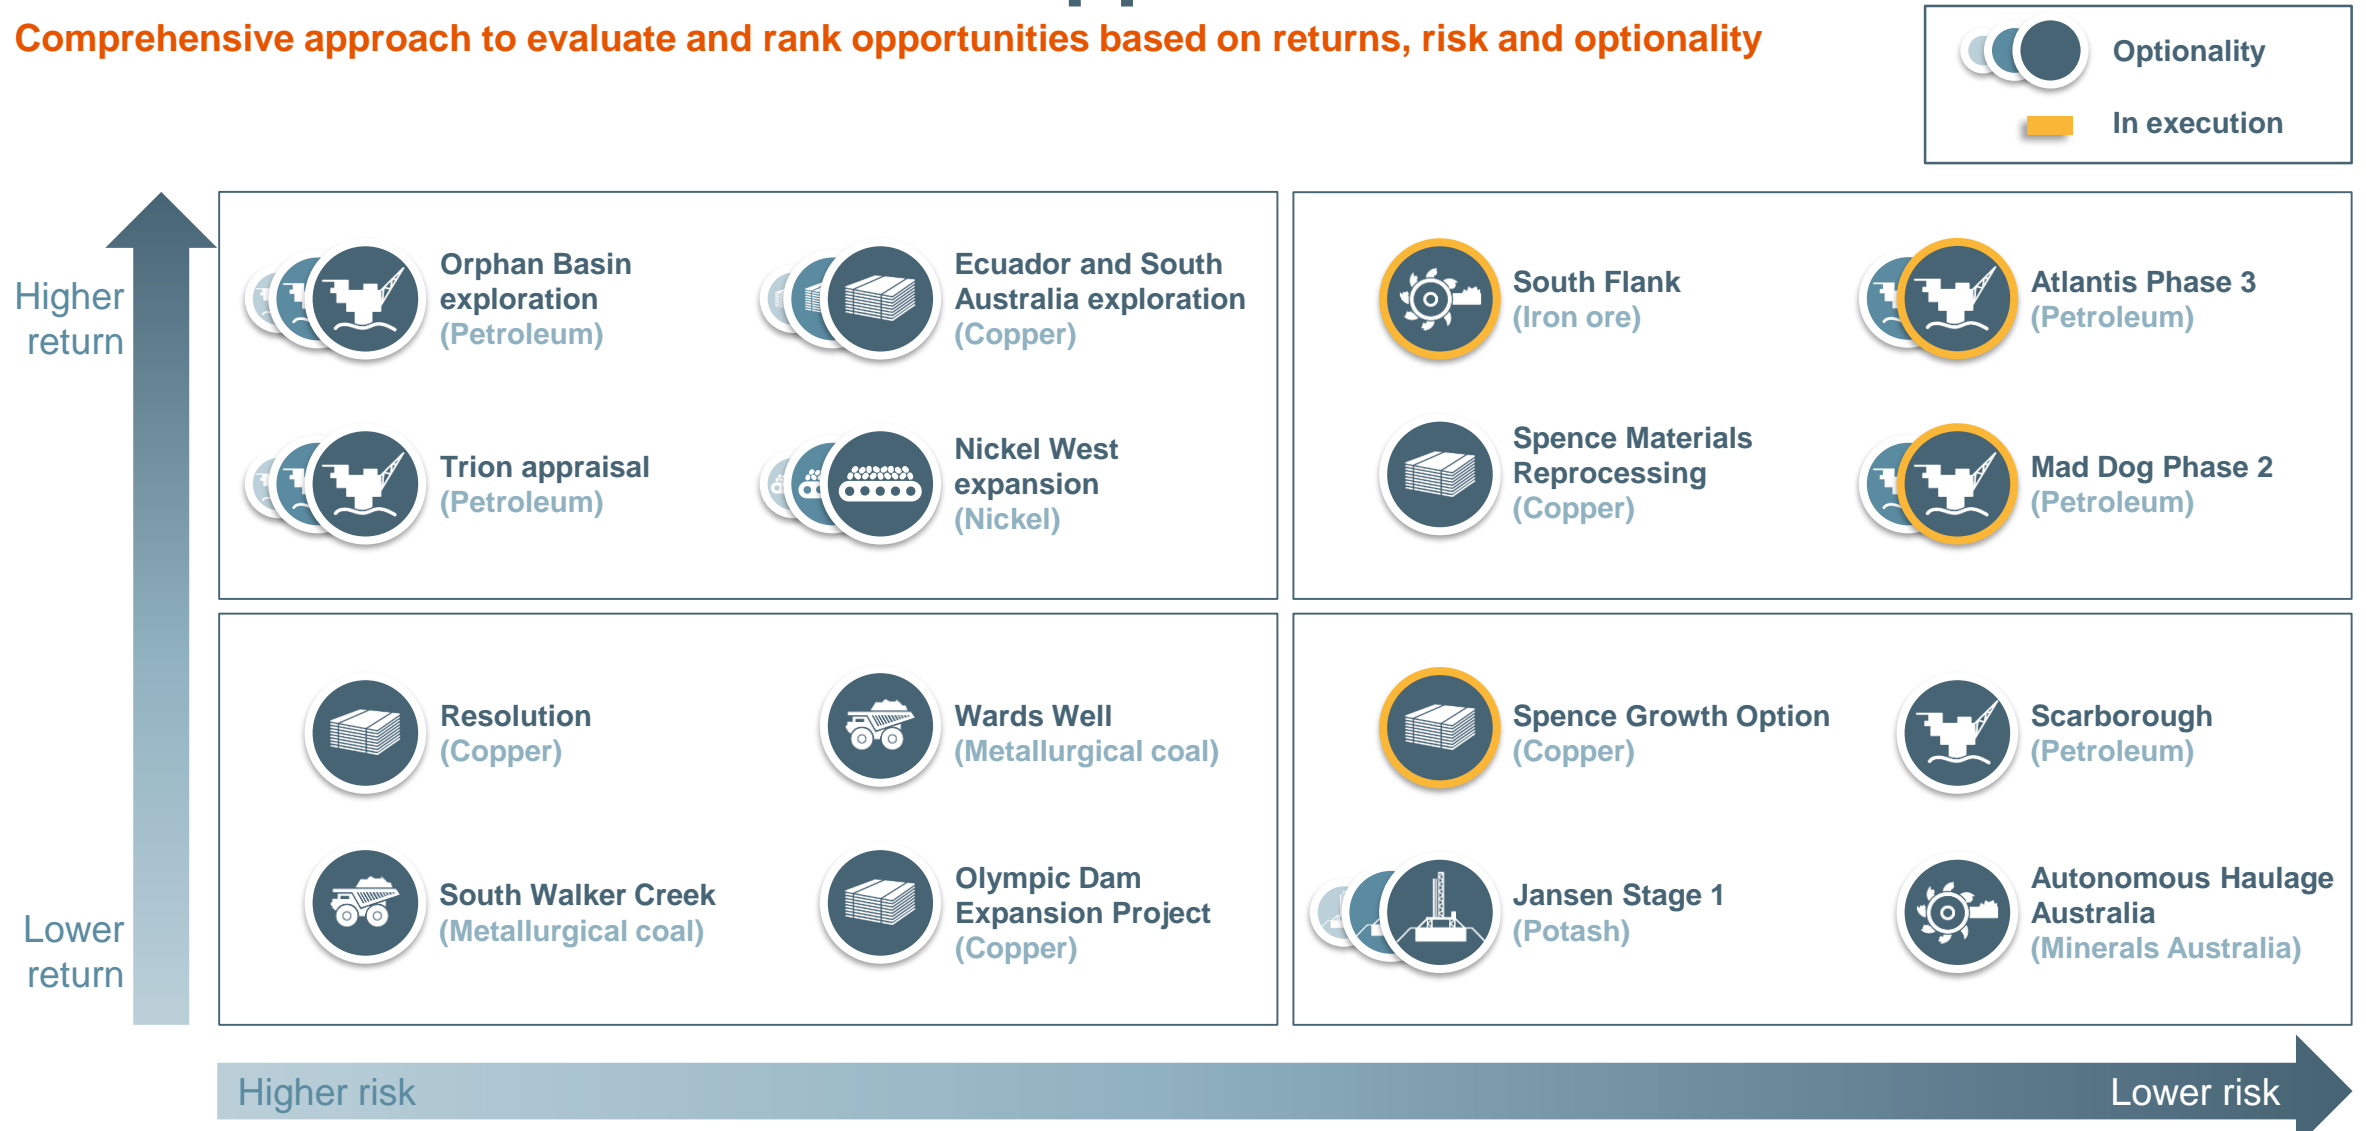 Comprehensive approach to evaluate and rank opportunities based on returns, risk and optionality
Optionality
In execution
Higher
return
Orphan Basin
exploration
(Petroleum)
Ecuador and South
Australia exploration
(Copper)
South Flank
(Iron ore)
Atlantis Phase 3
(Petroleum)
Trion appraisal
(Petroleum)
Nickel West
expansion
(Nickel)
Spence Materials
Reprocessing
(Copper)
Mad Dog Phase 2
(Petroleum)
Resolution
(Copper)
Wards Well
(Metallurgical coal)
Spence Growth Option
(Copper)
Scarborough
(Petroleum)
Lower
return
South Walker Creek
(Metallurgical coal)
Olympic Dam
Expansion Project
(Copper)
Jansen Stage 1
(Potash)
Autonomous Haulage
Australia
(Minerals Australia)
Higher risk
Lower risk